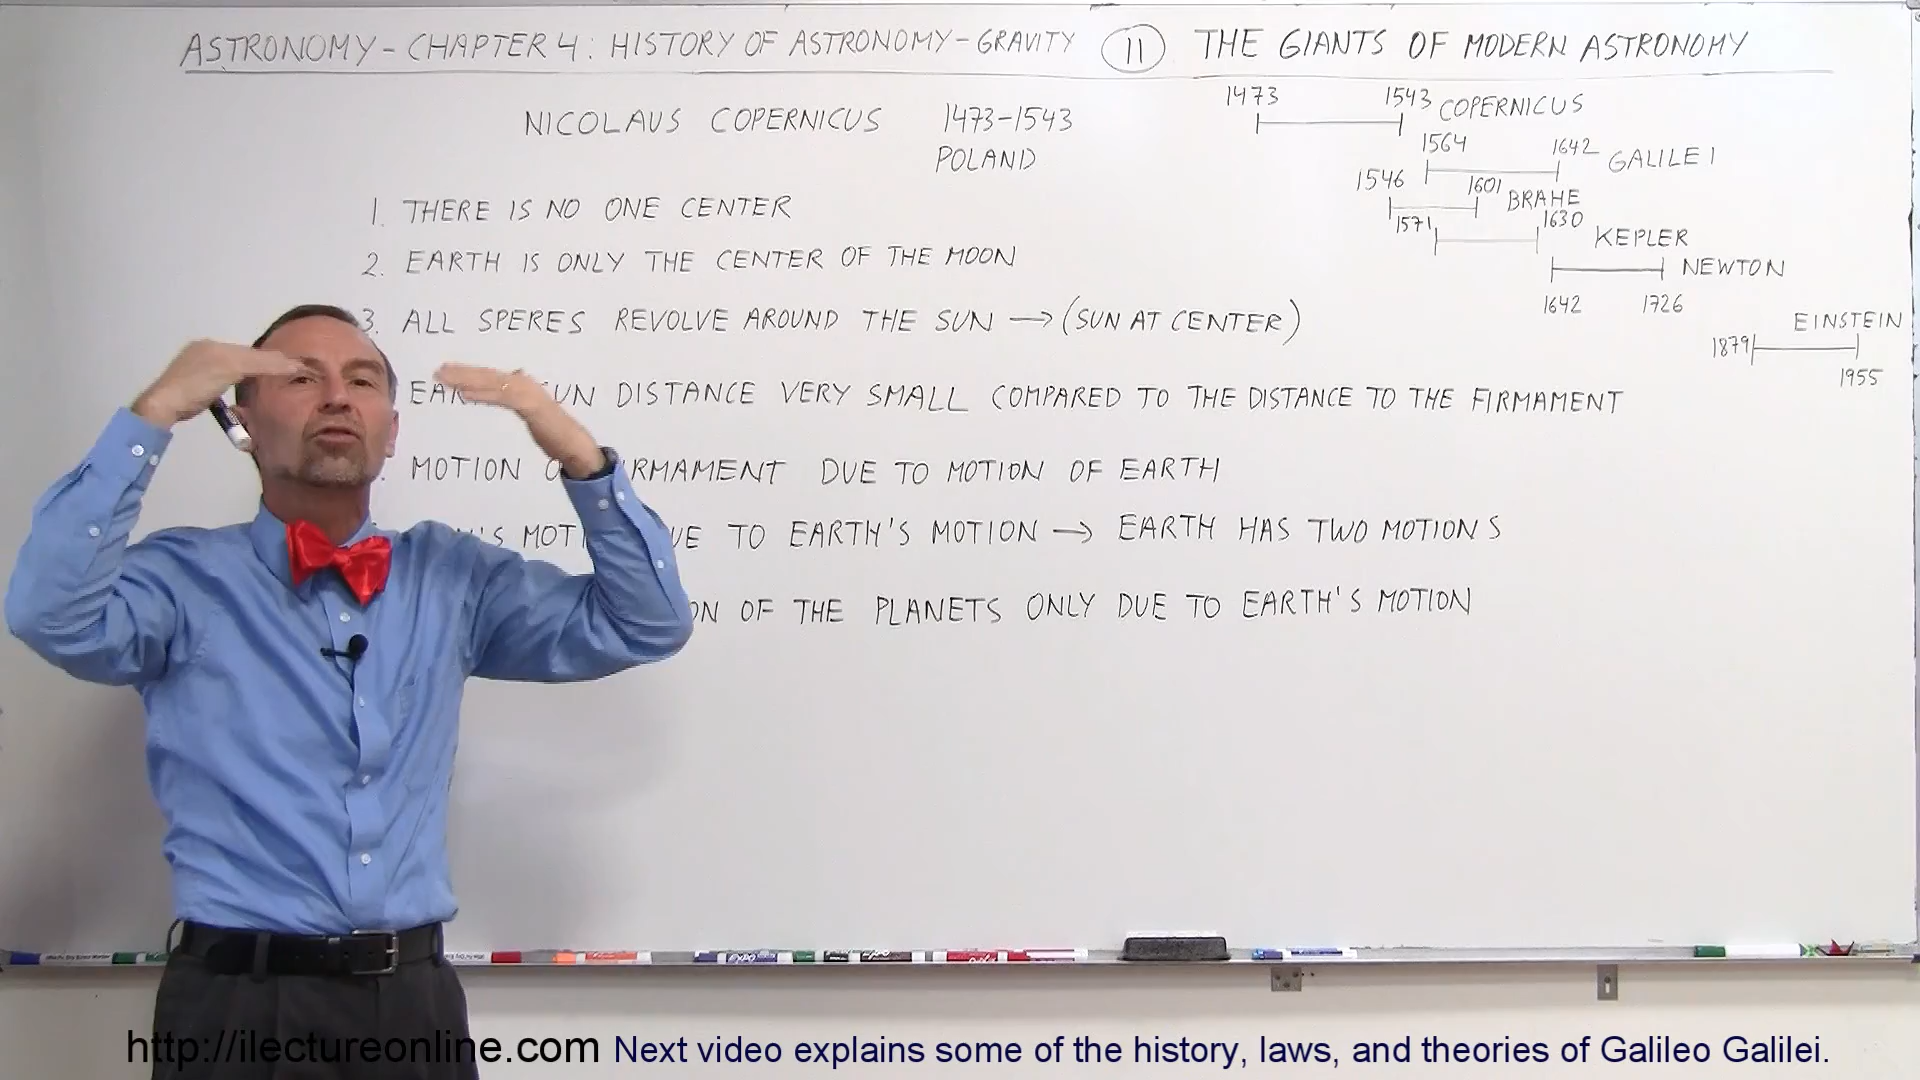 ASTRONOMY - CHAPTER 4: HISTORY OF ASTRONOMY - GRAVITY 11 THE GIANTS OF MODERN ASTRONOMY
NICOLAUS COPERNICUS 1473-1543
POLAND
1. THERE IS NO ONE CENTER
2. EARTH IS ONLY THE CENTER OF THE MOON
3. ALL SPERES REVOLVE AROUND THE SUN → (SUN AT CENTER)
DISTANCE VERY SMALL COMPARED TO THE DISTANCE TO THE FIRMAMENT
MOTION DUE TO MOTION OF EARTH
TO EARTH'S MOTION → EARTH HAS TWO MOTIONS
OF THE PLANETS ONLY DUE TO EARTH'S MOTION
1473 1543 COPERNICUS
1564 1642 GALILEI
1546 1601 BRAHE
1571 1630 KEPLER
NEWTON
1642 1726
EINSTEIN
1879
1955
http://ilectureonline.com Next video explains some of the history, laws, and theories of Galileo Galilei.